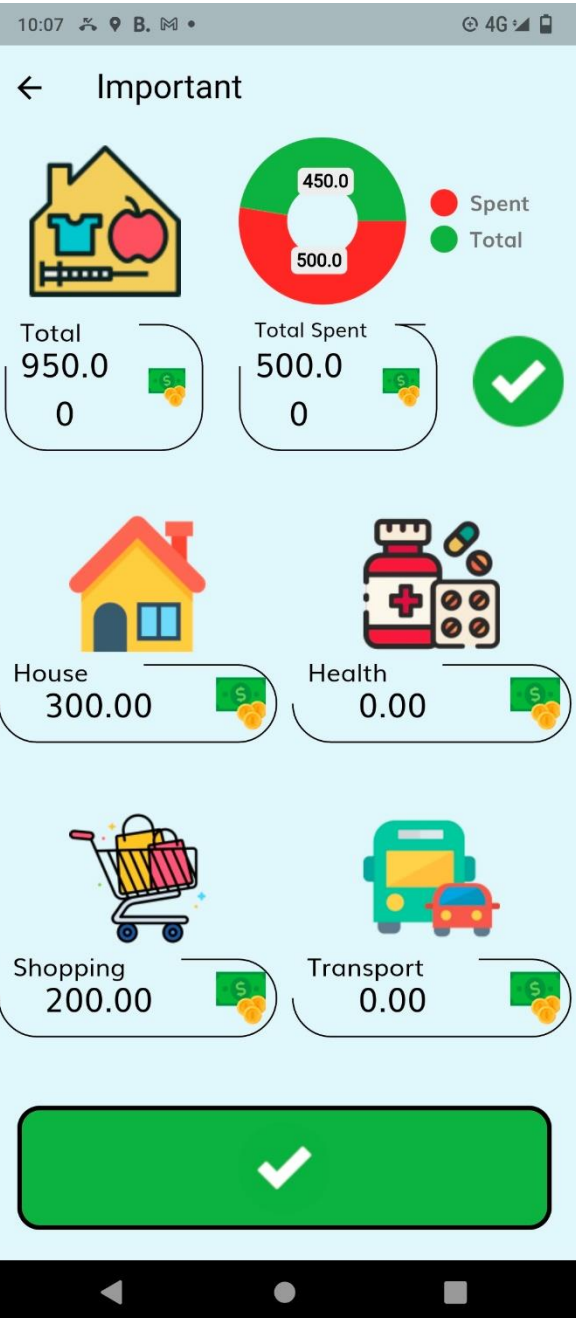 10:07 B. 4G
Important
450.0
500.0
Spent
Total
Total
950.0
0
Total Spent
500.0
0
House
300.00
Health
0.00
Shopping
200.00
Transport
0.00